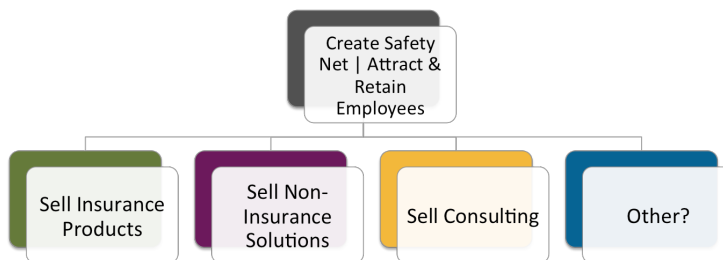 Create Safety
Net | Attract &
Retain
Employees
Sell Insurance
Products
Sell Non-
Insurance
Solutions
Sell Consulting
Other?